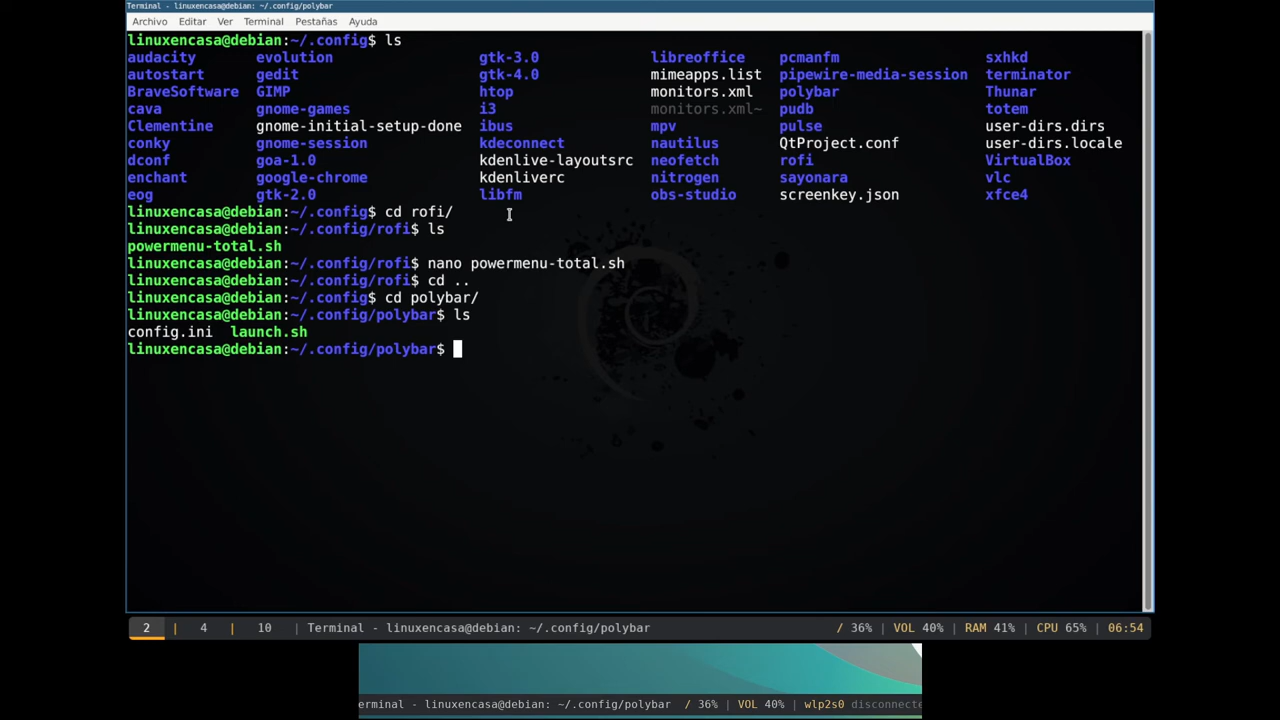 Terminal - linuxencasa@debian: ~/.config/polybar
Archivo Editar Ver Terminal Pestañas Ayuda
linuxencasa@debian:~/.config$ ls
audacity evolution gtk-3.0 libreoffice pcmanfm sxhkd
autostart gedit gtk-4.0 mimeapps.list pipewire-media-session terminator
BraveSoftware GIMP htop monitors.xml polybar Thunar
cava gnome-games i3 monitors.xml~ pudb totem
Clementine gnome-initial-setup-done ibus mpv pulse user-dirs.dirs
conky gnome-session kdeconnect nautilus QtProject.conf user-dirs.locale
dconf goa-1.0 kdenlive-layoutsrc neofetch rofi VirtualBox
enchant google-chrome kdenliverc nitrogen sayonara vlc
eog gtk-2.0 libfm obs-studio screenkey.json xfce4
linuxencasa@debian:~/.config$ cd rofi/
linuxencasa@debian:~/.config/rofi$ ls
powermenu-total.sh
linuxencasa@debian:~/.config/rofi$ nano powermenu-total.sh
linuxencasa@debian:~/.config/rofi$ cd ..
linuxencasa@debian:~/.config$ cd polybar/
linuxencasa@debian:~/.config/polybar$ ls
config.ini launch.sh
linuxencasa@debian:~/.config/polybar$
2 | 4 | 10 | Terminal - linuxencasa@debian: ~/.config/polybar / 36% | VOL 40% | RAM 41% | CPU 65% | 06:54
erminal - linuxencasa@debian: ~/.config/polybar / 36% | VOL 40% | wlp2s0 disconnecte